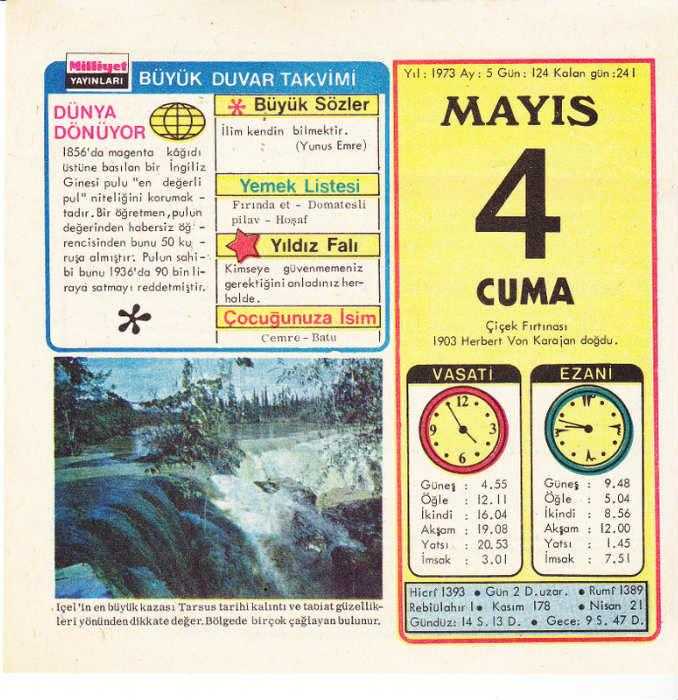 Milliyet
YAYINLARI
BÜYÜK DUVAR TAKVİMİ
DÜNYA
DÖNÜYOR
1856'da magenta kâğıdı
üstüne basılan bir İngiliz
Ginesi pulu "en değerli
pul" niteliğini korumak -
tadır. Bir öğretmen, pulun
değerinden habersiz öğ -
rencisinden bunu 50 ku -
ruşa almıştır. Pulun sahi-
bi bunu 1936'da 90 bin li-
raya satmayı reddetmiştir.
Büyük Sözler
İlim kendin bilmektir.
(Yunus Emre)
Yemek Listesi
Fırında et - Domatesli
pilav - Hoşaf
Yıldız Falı
Kimseye güvenmemeniz
gerektiğini anladınız her-
halde.
Çocuğunuza İsim
Cemre - Batu
İçel'in en büyük kazası Tarsus tarihi kalıntı ve tabiat güzellik-
leri yönünden dikkate değer. Bölgede birçok çağlayan bulunur.
Yıl: 1973 Ay: 5 Gün: 124 Kalan gün: 241
MAYIS
4
CUMA
Çiçek Fırtınası
1903 Herbert Von Karajan doğdu.
VASATİ
12
9 3
6
Güneş : 4.55
Öğle : 12.11
İkindi : 16.04
Akşam : 19.08
Yatsı : 20.53
İmsak : 3.01
EZANİ
Güneş : 9.48
Öğle : 5.04
İkindi : 8.56
Akşam : 12.00
Yatsı : 1.45
İmsak : 7.51
Hicrî 1393 • Gün 2 D. uzar. • Rumî 1389
Rebiülahır 1 • Kasım 178 • Nisan 21
Gündüz: 14 S. 13 D. • Gece: 9 S. 47 D.